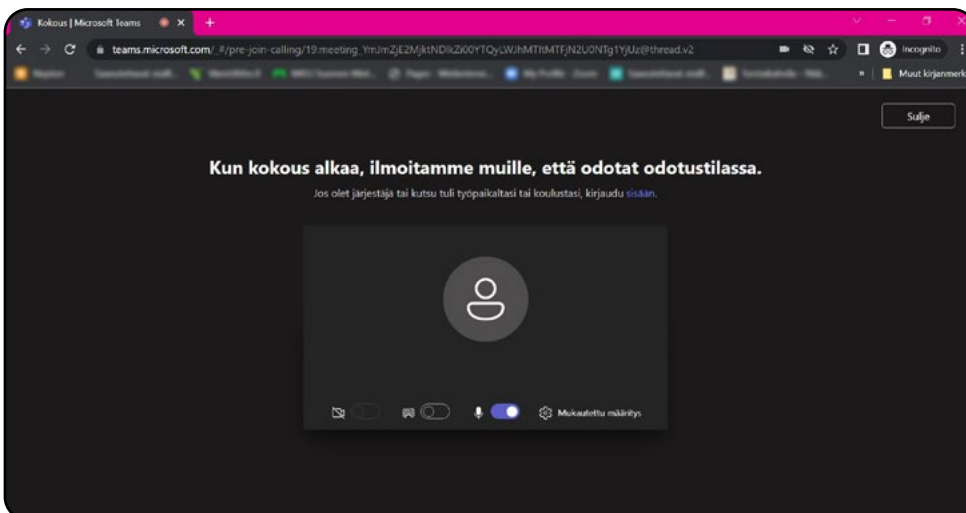 Kokous | Microsoft Teams
teams.microsoft.com/_#/pre-join-calling/19:meeting_YmJmZjE2MjktNDlkZi00YTQyLWJhMTItMTFjN2U0NTg1YjUz@thread.v2 Incognito
Muut kirjanmerk
Sulje
Kun kokous alkaa, ilmoitamme muille, että odotat odotustilassa.
Jos olet järjestäjä tai kutsu tuli työpaikaltasi tai koulustasi, kirjaudu sisään.
Mukautettu määritys